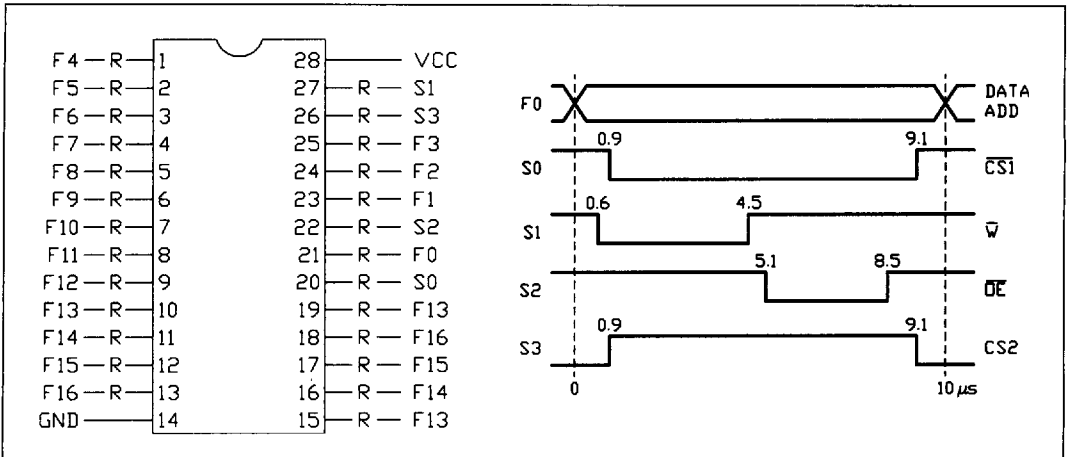 F4 — R — 1 28 — VCC
F5 — R — 2 27 — R — S1
F6 — R — 3 26 — R — S3
F7 — R — 4 25 — R — F3
F8 — R — 5 24 — R — F2
F9 — R — 6 23 — R — F1
F10 — R — 7 22 — R — S2
F11 — R — 8 21 — R — F0
F12 — R — 9 20 — R — S0
F13 — R — 10 19 — R — F13
F14 — R — 11 18 — R — F16
F15 — R — 12 17 — R — F15
F16 — R — 13 16 — R — F14
GND — 14 15 — R — F13
F0 DATA
ADD
0.9 9.1
S0 C̅S̅1̅
0.6 4.5
S1 W̅
5.1 8.5
S2 O̅E̅
0.9 9.1
S3 CS2
0 10 µs